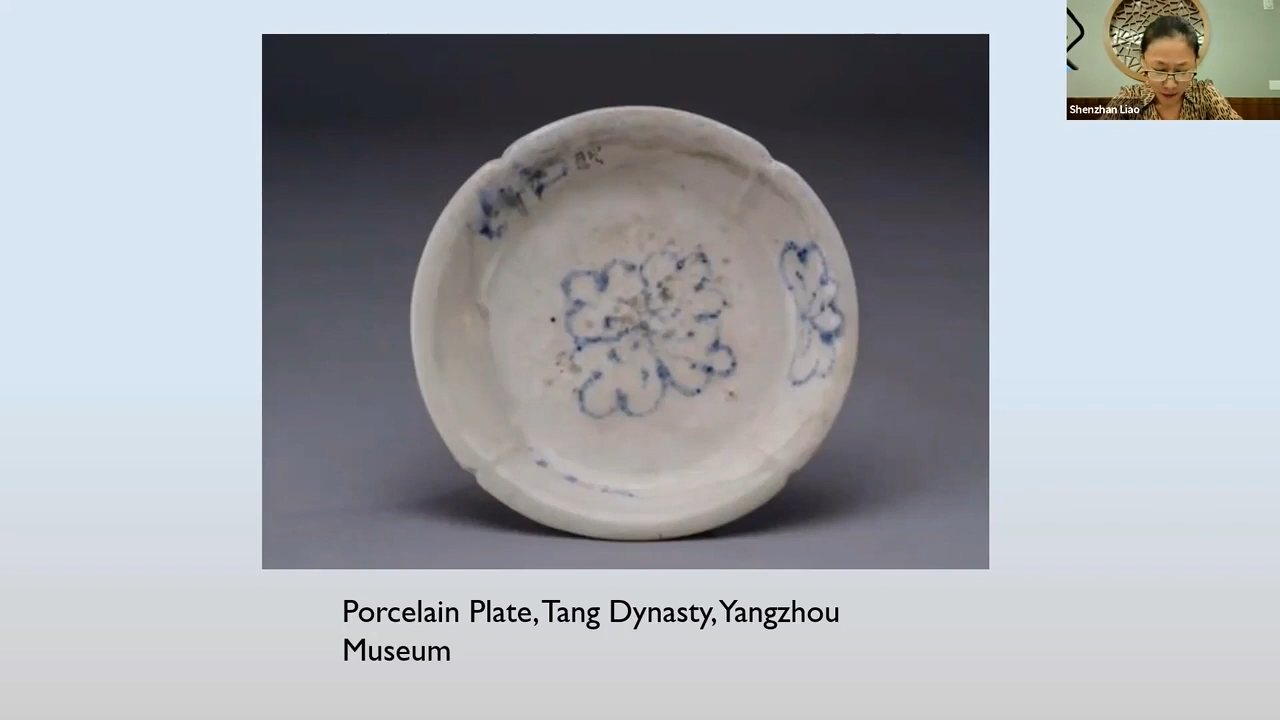 Shenzhan Liao
Porcelain Plate, Tang Dynasty, Yangzhou
Museum